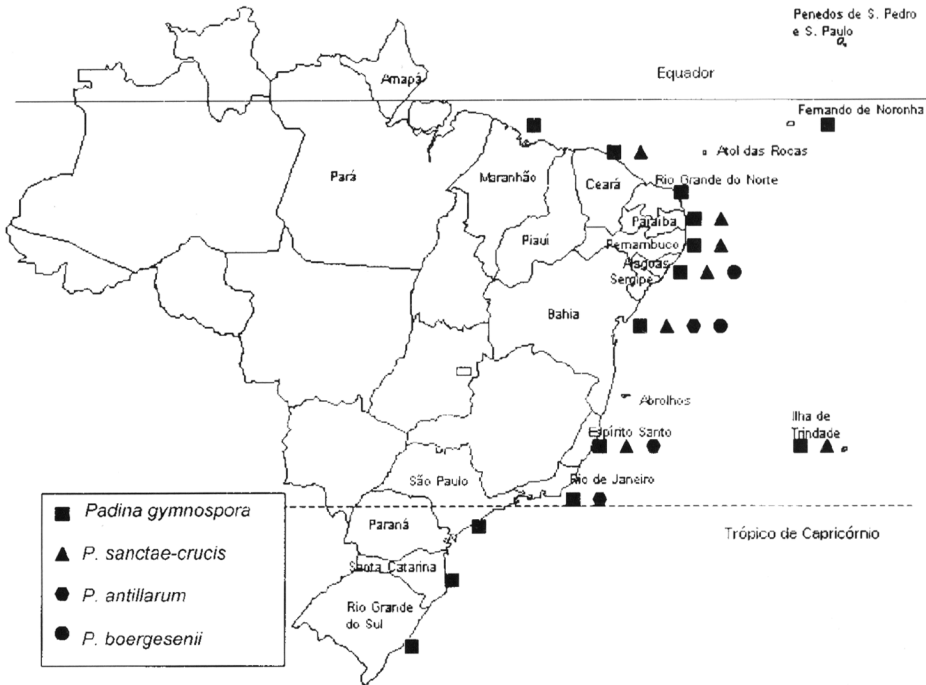 Penedos de S. Pedro
e S. Paulo
Equador
Amapá
Fernando de Noronha
Atol das Rocas
Pará
Maranhão
Ceará
Rio Grande do Norte
Paraíba
Piauí
Pernambuco
Alagoas
Sergipe
Bahia
Abrolhos
Espírito Santo
Ilha de
Trindade
São Paulo
Rio de Janeiro
Paraná
Trópico de Capricórnio
Santa Catarina
Rio Grande
do Sul
Padina gymnospora
P. sanctae-crucis
P. antillarum
P. boergesenii